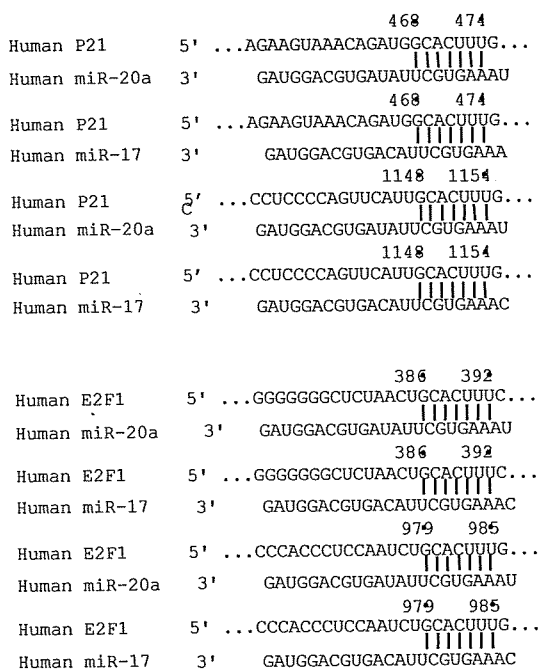 468 474
Human P21 5' ...AGAAGUAAACAGAUGGCACUUUG...
Human miR-20a 3' GAUGGACGUGAUAUUCGUGAAAU
468 474
Human P21 5' ...AGAAGUAAACAGAUGGCACUUUG...
Human miR-17 3' GAUGGACGUGACAUUCGUGAAA
1148 1154
Human P21 5' ...CCUCCCCAGUUCAUUGCACUUUG...
C
Human miR-20a 3' GAUGGACGUGAUAUUCGUGAAAU
1148 1154
Human P21 5' ...CCUCCCCAGUUCAUUGCACUUUG...
Human miR-17 3' GAUGGACGUGACAUUCGUGAAAC
386 392
Human E2F1 5' ...GGGGGGGCUCUAACUGCACUUUC...
Human miR-20a 3' GAUGGACGUGAUAUUCGUGAAAU
386 392
Human E2F1 5' ...GGGGGGGCUCUAACUGCACUUUC...
Human miR-17 3' GAUGGACGUGACAUUCGUGAAAC
979 985
Human E2F1 5' ...CCCACCCUCCAAUCUGCACUUUG...
Human miR-20a 3' GAUGGACGUGAUAUUCGUGAAAU
979 985
Human E2F1 5' ...CCCACCCUCCAAUCUGCACUUUG...
Human miR-17 3' GAUGGACGUGACAUUCGUGAAAC